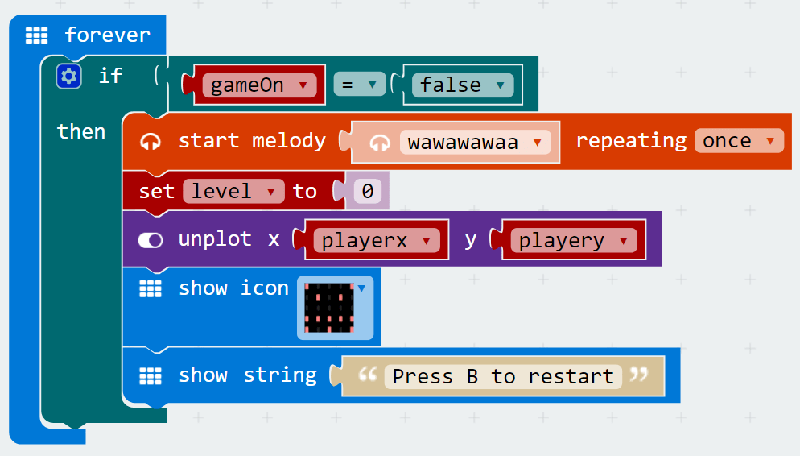 forever
if gameOn = false
then start melody wawawawaa repeating once
set level to 0
unplot x playerx y playery
show icon
show string “ Press B to restart ”